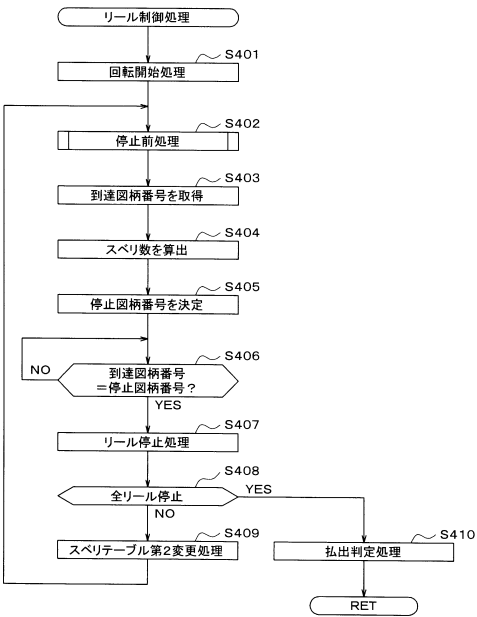 リール制御処理
S401
回転開始処理
S402
停止前処理
S403
到達図柄番号を取得
S404
スベリ数を算出
S405
停止図柄番号を決定
S406
到達図柄番号
=停止図柄番号?
NO
YES
S407
リール停止処理
S408
全リール停止
YES
NO
S409
スベリテーブル第2変更処理
S410
払出判定処理
RET